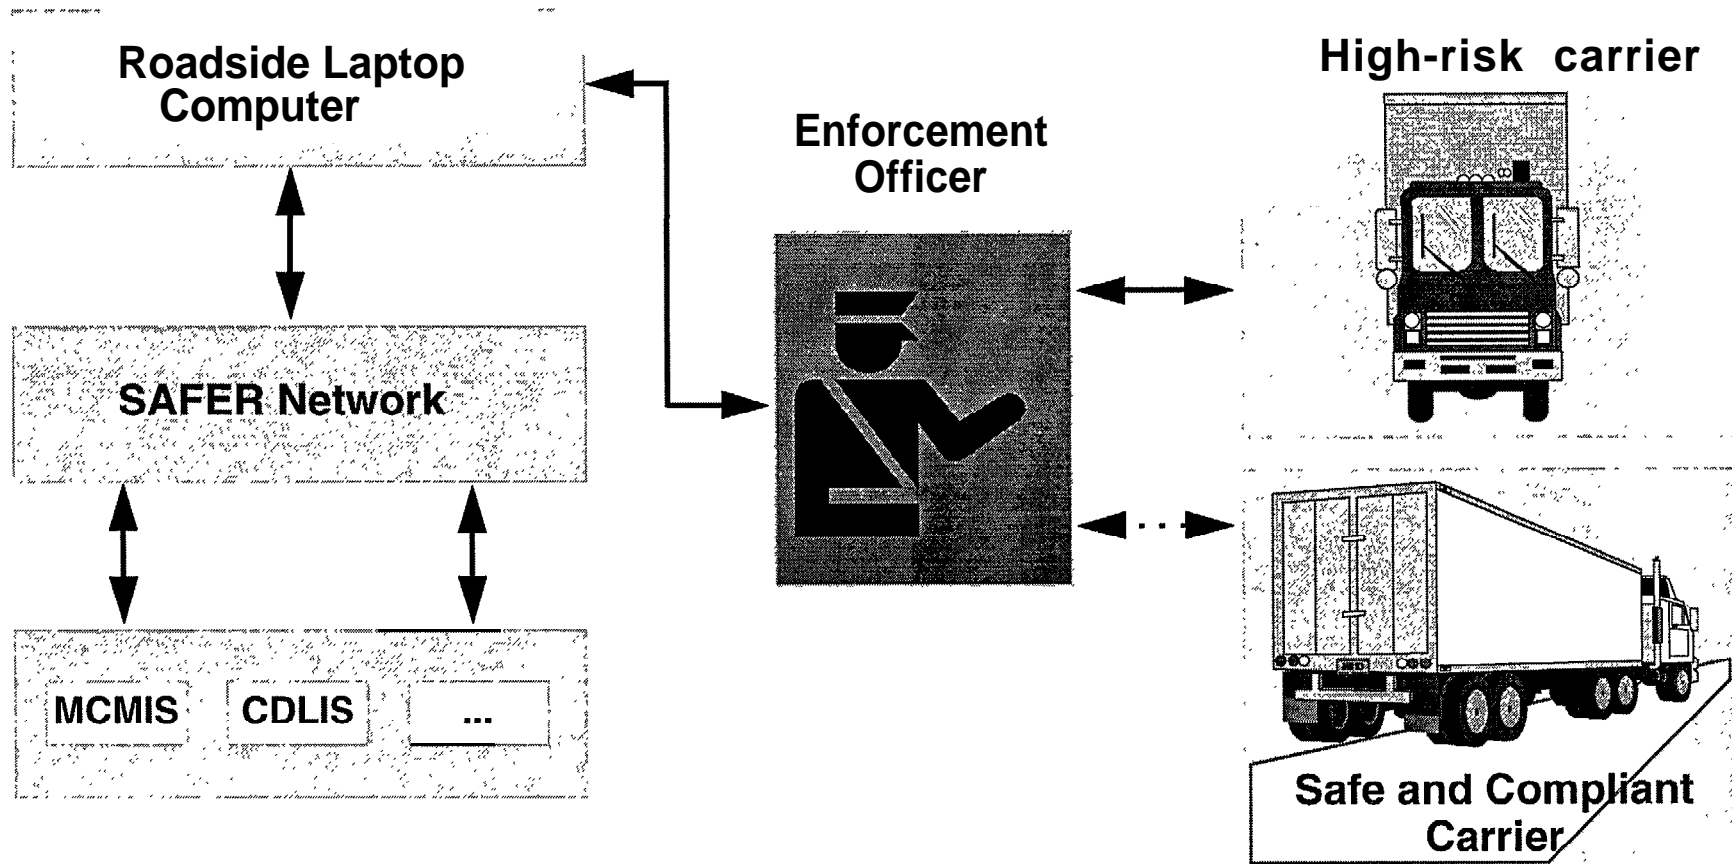 Roadside Laptop
Computer
SAFER Network
MCMIS
CDLIS
...
Enforcement
Officer
High-risk carrier
Safe and Compliant
Carrier